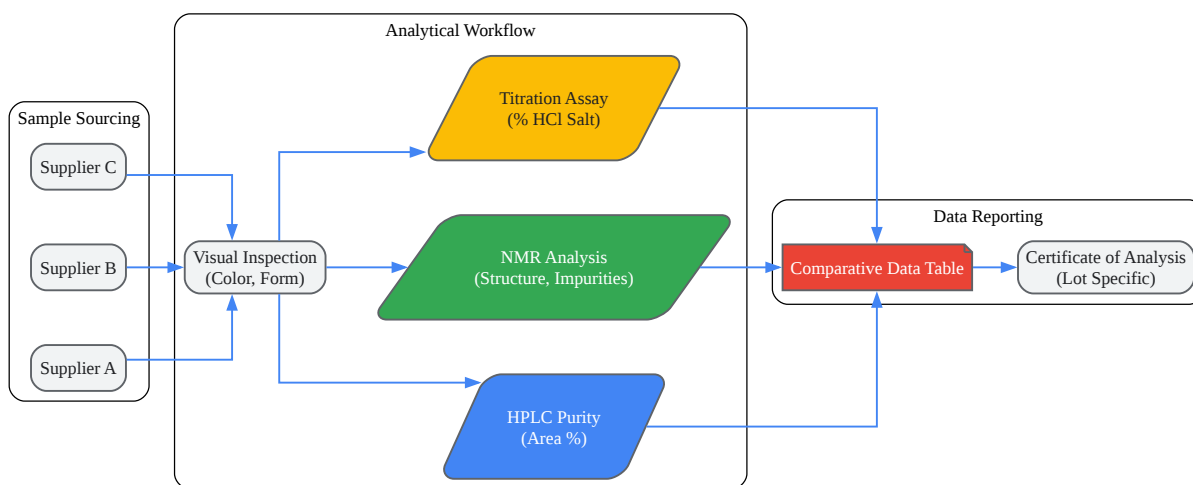 Analytical Workflow
Sample Sourcing
Supplier C
Supplier B
Supplier A
Visual Inspection
(Color, Form)
Titration Assay
(% HCl Salt)
NMR Analysis
(Structure, Impurities)
HPLC Purity
(Area %)
Data Reporting
Comparative Data Table
Certificate of Analysis
(Lot Specific)